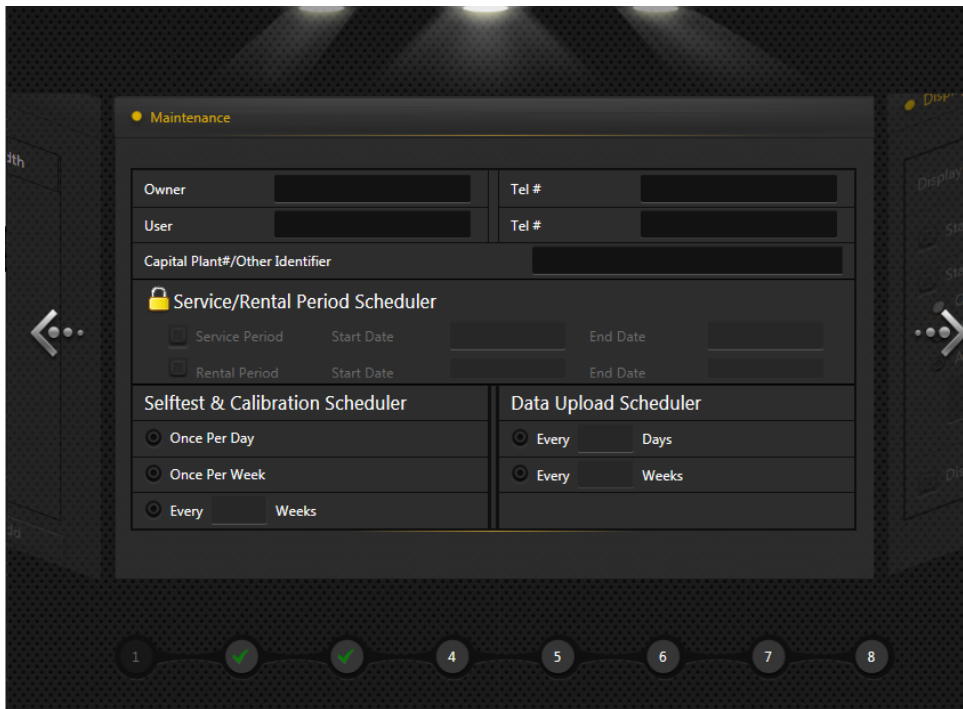 Maintenance
Owner Tel #
User Tel #
Capital Plant#/Other Identifier
Service/Rental Period Scheduler
Service Period Start Date End Date
Rental Period Start Date End Date
Selftest & Calibration Scheduler Data Upload Scheduler
Once Per Day Every Days
Once Per Week Every Weeks
Every Weeks
Display
1 4 5 6 7 8